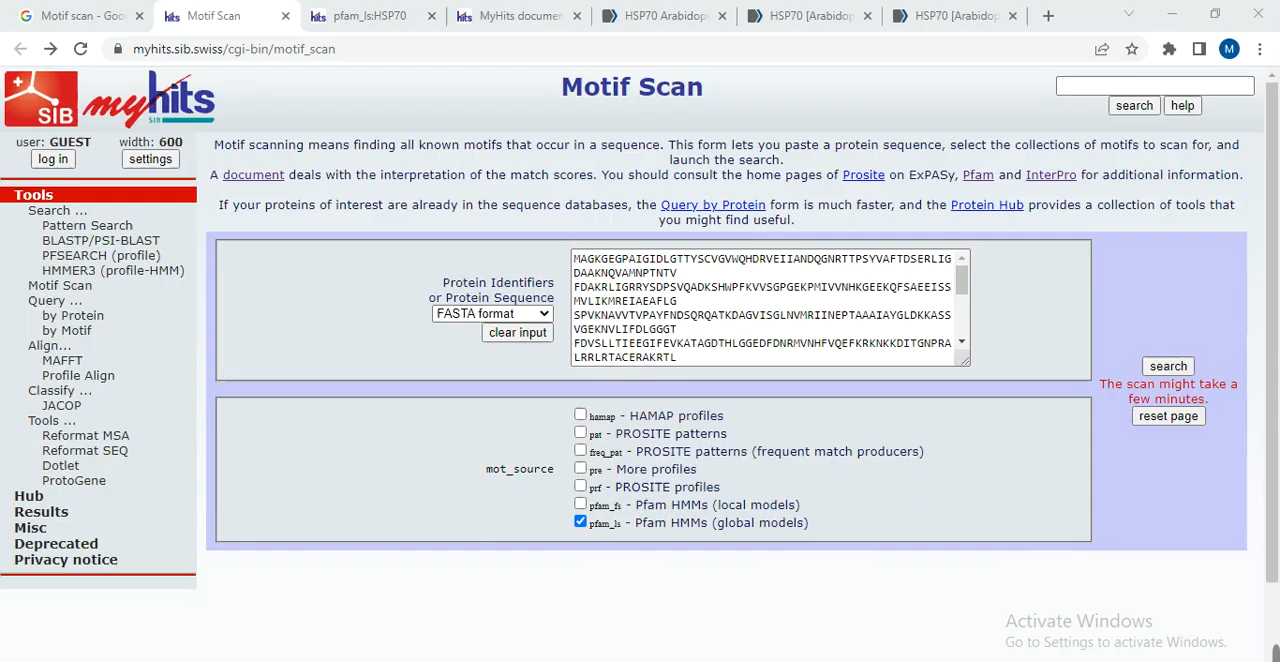 Motif scan - Goo
Motif Scan
pfam_ls:HSP70
MyHits documen
HSP70 Arabidops
HSP70 [Arabidop
HSP70 [Arabidop
myhits.sib.swiss/cgi-bin/motif_scan
M
SIB
myhits
SIB
Motif Scan
search help
user: GUEST width: 600
log in settings
Motif scanning means finding all known motifs that occur in a sequence. This form lets you paste a protein sequence, select the collections of motifs to scan for, and
launch the search.
A document deals with the interpretation of the match scores. You should consult the home pages of Prosite on ExPASy, Pfam and InterPro for additional information.
If your proteins of interest are already in the sequence databases, the Query by Protein form is much faster, and the Protein Hub provides a collection of tools that
you might find useful.
Tools
Search ...
Pattern Search
BLASTP/PSI-BLAST
PFSEARCH (profile)
HMMER3 (profile-HMM)
Motif Scan
Query ...
by Protein
by Motif
Align...
MAFFT
Profile Align
Classify ...
JACOP
Tools ...
Reformat MSA
Reformat SEQ
Dotlet
ProtoGene
Hub
Results
Misc
Deprecated
Privacy notice
Protein Identifiers
or Protein Sequence
FASTA format
clear input
MAGKGEGPAIGIDLGTTYSCVGVWQHDRVEIIANDQGNRTTPSYVAFTDSERLIG
DAAKNQVAMNPTNTV
FDAKRLIGRRYSDPSVQADKSHWPFKVVSGPGEKPMIVVNHKGEEKQFSAEEISS
MVLIKMREIAEAFLG
SPVKNAVVTVPAYFNDSQRQATKDAGVISGLNVMRIINEPTAAAIAYGLDKKASS
VGEKNVLIFDLGGGT
FDVSLLTIEEGIFEVKATAGDTHLGGEDFDNRMVNHFVQEFKRKNKKDITGNPRA
LRRLRTACERAKRTL
search
The scan might take a
few minutes.
reset page
mot_source
hamap - HAMAP profiles
pat - PROSITE patterns
freq_pat - PROSITE patterns (frequent match producers)
pre - More profiles
prf - PROSITE profiles
pfam_fs - Pfam HMMs (local models)
pfam_ls - Pfam HMMs (global models)
Activate Windows
Go to Settings to activate Windows.